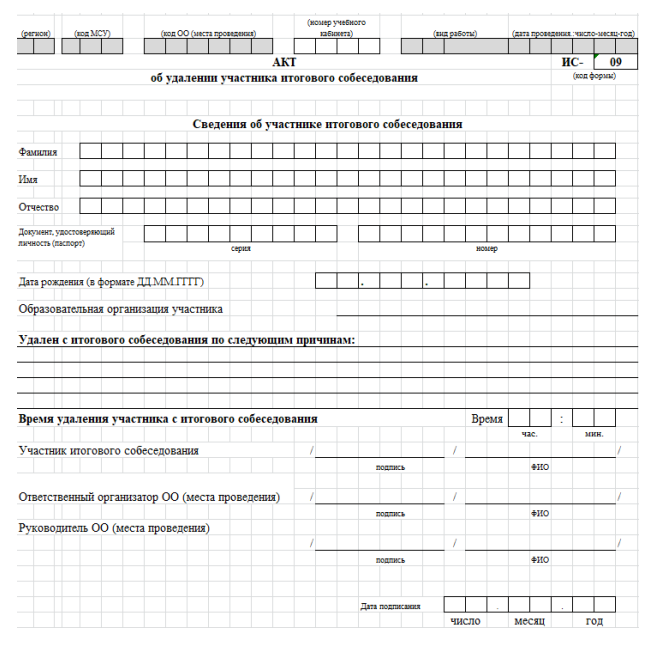 (номер учебного
(регион) (код МСУ) (код ОО (места проведения) кабинета) (вид работы) (дата проведения :число-месяц-год)
АКТ ИС- 09
об удалении участника итогового собеседования (код формы)
Сведения об участнике итогового собеседования
Фамилия
Имя
Отчество
Документ, удостоверяющий
личность (паспорт)
серия номер
Дата рождения (в формате ДД.ММ.ГГГГ) . .
Образовательная организация участника
Удален с итогового собеседования по следующим причинам:
Время удаления участника с итогового собеседования Время :
час. мин.
Участник итогового собеседования / / /
подпись ФИО
Ответственный организатор ОО (места проведения) / / /
подпись ФИО
Руководитель ОО (места проведения)
/ / /
подпись ФИО
Дата подписания . .
число месяц год